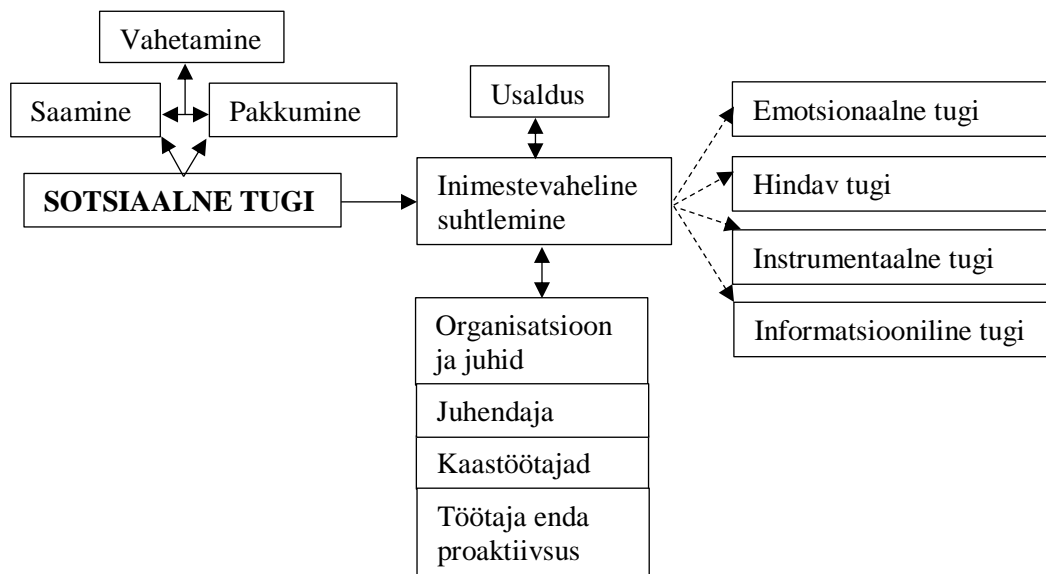 Vahetamine
Saamine
Pakkumine
SOTSIAALNE TUGI
Usaldus
Inimestevaheline
suhtlemine
Organisatsioon
ja juhid
Juhendaja
Kaastöötajad
Töötaja enda
proaktiivsus
Emotsionaalne tugi
Hindav tugi
Instrumentaalne tugi
Informatsiooniline tugi